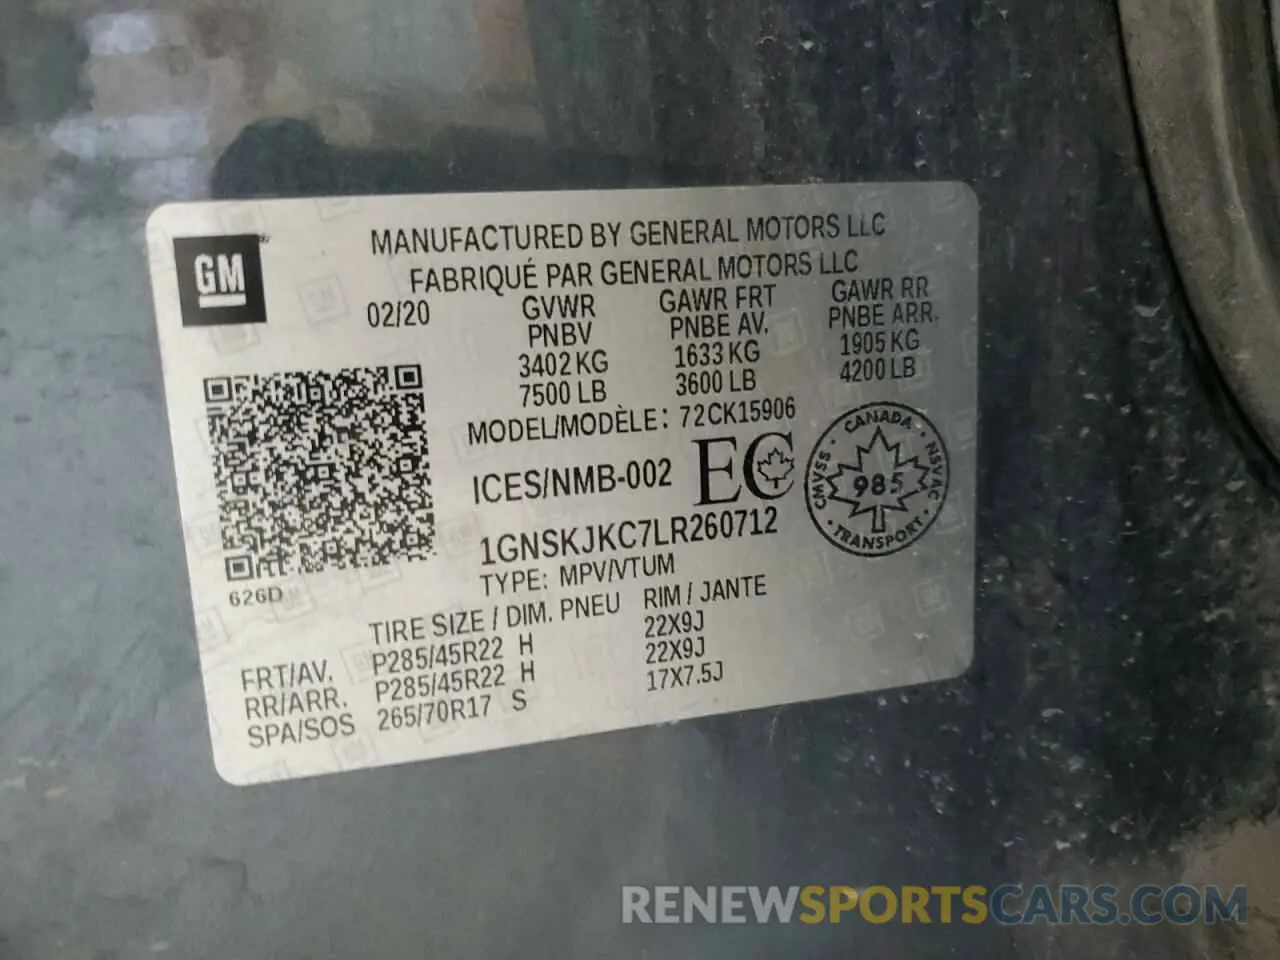 GM
MANUFACTURED BY GENERAL MOTORS LLC
FABRIQUÉ PAR GENERAL MOTORS LLC
02/20 GVWR GAWR FRT GAWR RR
PNBV PNBE AV. PNBE ARR.
3402 KG 1633 KG 1905 KG
7500 LB 3600 LB 4200 LB
MODEL/MODÈLE: 72CK15906
ICES/NMB-002 EC
CANADA
CMVSS 985 NSVAC
TRANSPORT
1GNSKJKC7LR260712
TYPE: MPV/VTUM
626D
TIRE SIZE / DIM. PNEU RIM / JANTE
FRT/AV. P285/45R22 H 22X9J
RR/ARR. P285/45R22 H 22X9J
SPA/SOS 265/70R17 S 17X7.5J
RENEWSPORTSCARS.COM